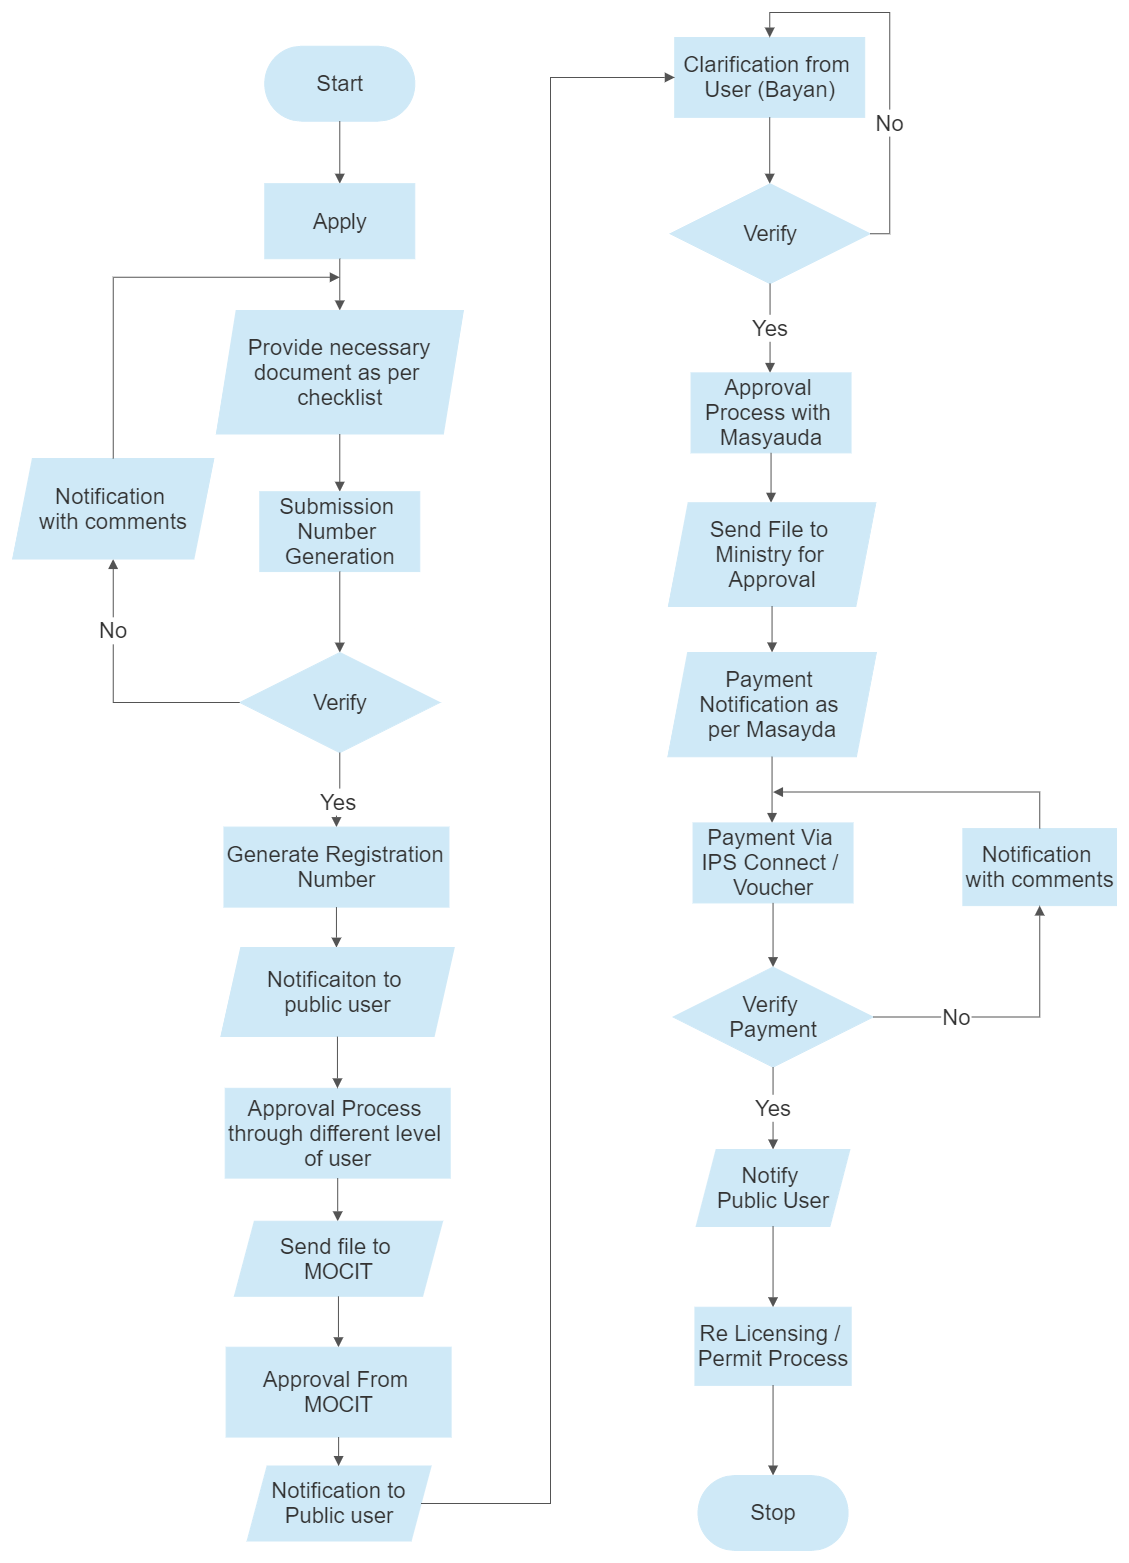 Start
Apply
Provide necessary
document as per
checklist
Notification
with comments
Submission
Number
Generation
No
Verify
Yes
Generate Registration
Number
Notificaiton to
public user
Approval Process
through different level
of user
Send file to
MOCIT
Approval From
MOCIT
Notification to
Public user
Clarification from
User (Bayan)
No
Verify
Yes
Approval
Process with
Masyauda
Send File to
Ministry for
Approval
Payment
Notification as
per Masayda
Payment Via
IPS Connect /
Voucher
Notification
with comments
Verify
Payment
No
Yes
Notify
Public User
Re Licensing /
Permit Process
Stop